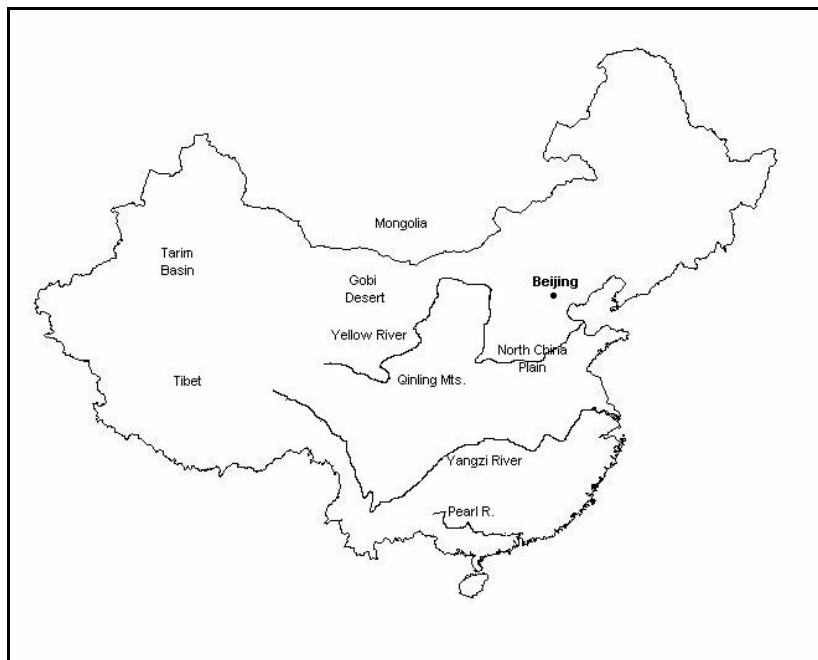 Mongolia
Tarim
Basin
Gobi
Desert
Beijing
Yellow River
North China
Plain
Tibet
Qinling Mts.
Yangzi River
Pearl R.